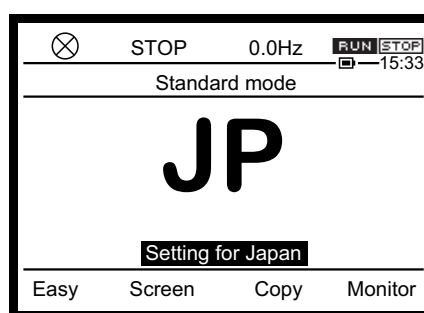 STOP 0.0Hz RUN STOP
15:33
Standard mode
JP
Setting for Japan
Easy Screen Copy Monitor